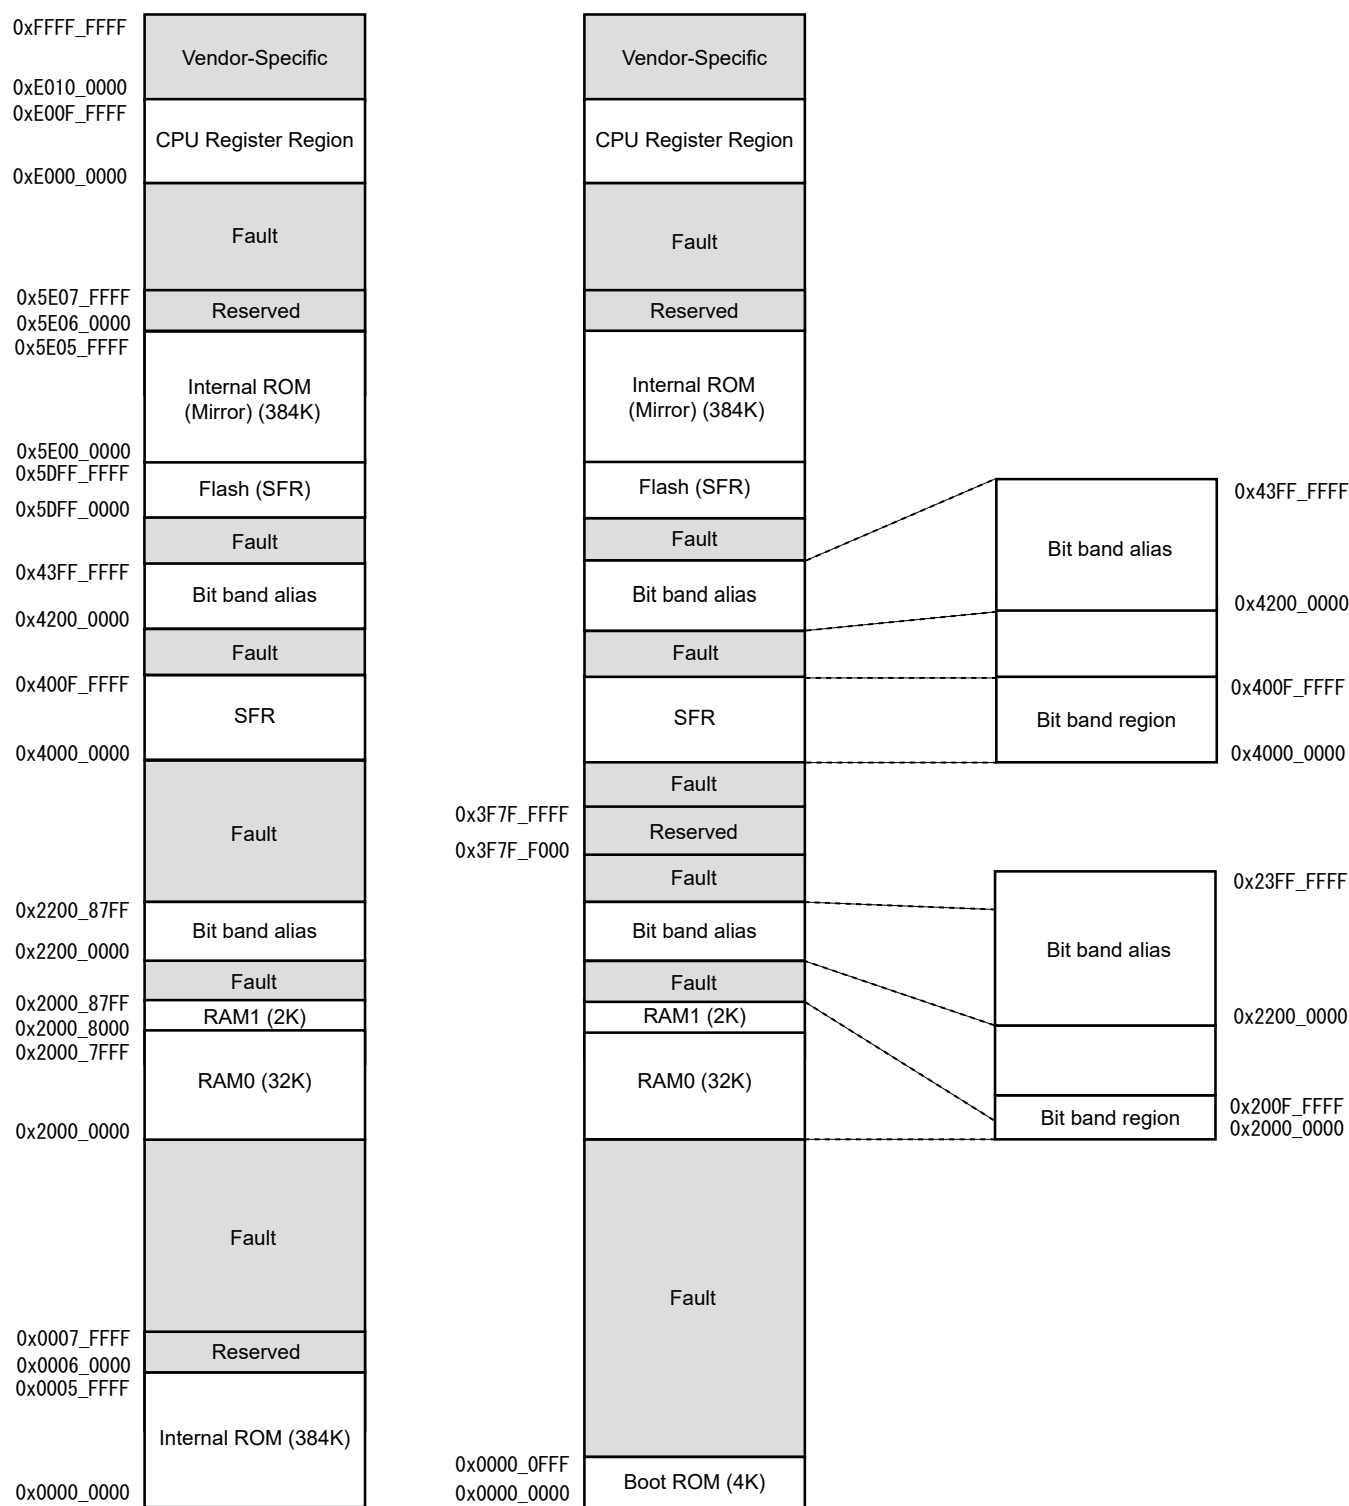 0xFFFF_FFFF
Vendor-Specific
0xE010_0000
0xE00F_FFFF
CPU Register Region
0xE000_0000
Fault
0x5E07_FFFF
Reserved
0x5E06_0000
0x5E05_FFFF
Internal ROM
(Mirror) (384K)
0x5E00_0000
0x5DFF_FFFF
Flash (SFR)
0x5DFF_0000
Fault
0x43FF_FFFF
Bit band alias
0x4200_0000
Fault
0x400F_FFFF
SFR
0x4000_0000
Fault
0x2200_87FF
Bit band alias
0x2200_0000
Fault
0x2000_87FF
RAM1 (2K)
0x2000_8000
0x2000_7FFF
RAM0 (32K)
0x2000_0000
Fault
0x0007_FFFF
Reserved
0x0006_0000
0x0005_FFFF
Internal ROM (384K)
0x0000_0000
Vendor-Specific
CPU Register Region
Fault
Reserved
Internal ROM
(Mirror) (384K)
Flash (SFR)
Fault
Bit band alias
Fault
SFR
Fault
0x3F7F_FFFF
Reserved
0x3F7F_F000
Fault
Bit band alias
Fault
RAM1 (2K)
RAM0 (32K)
Fault
0x0000_0FFF
Boot ROM (4K)
0x0000_0000
0x43FF_FFFF
Bit band alias
0x4200_0000
0x400F_FFFF
Bit band region
0x4000_0000
0x23FF_FFFF
Bit band alias
0x2200_0000
0x200F_FFFF
Bit band region
0x2000_0000